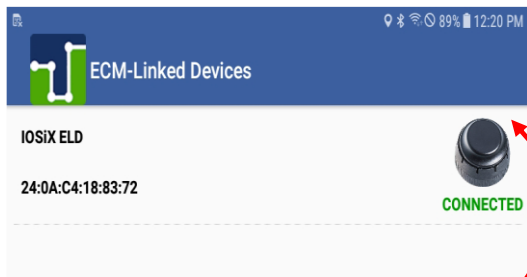 89% 12:20 PM
ECM-Linked Devices
IOSiX ELD
24:0A:C4:18:83:72
CONNECTED